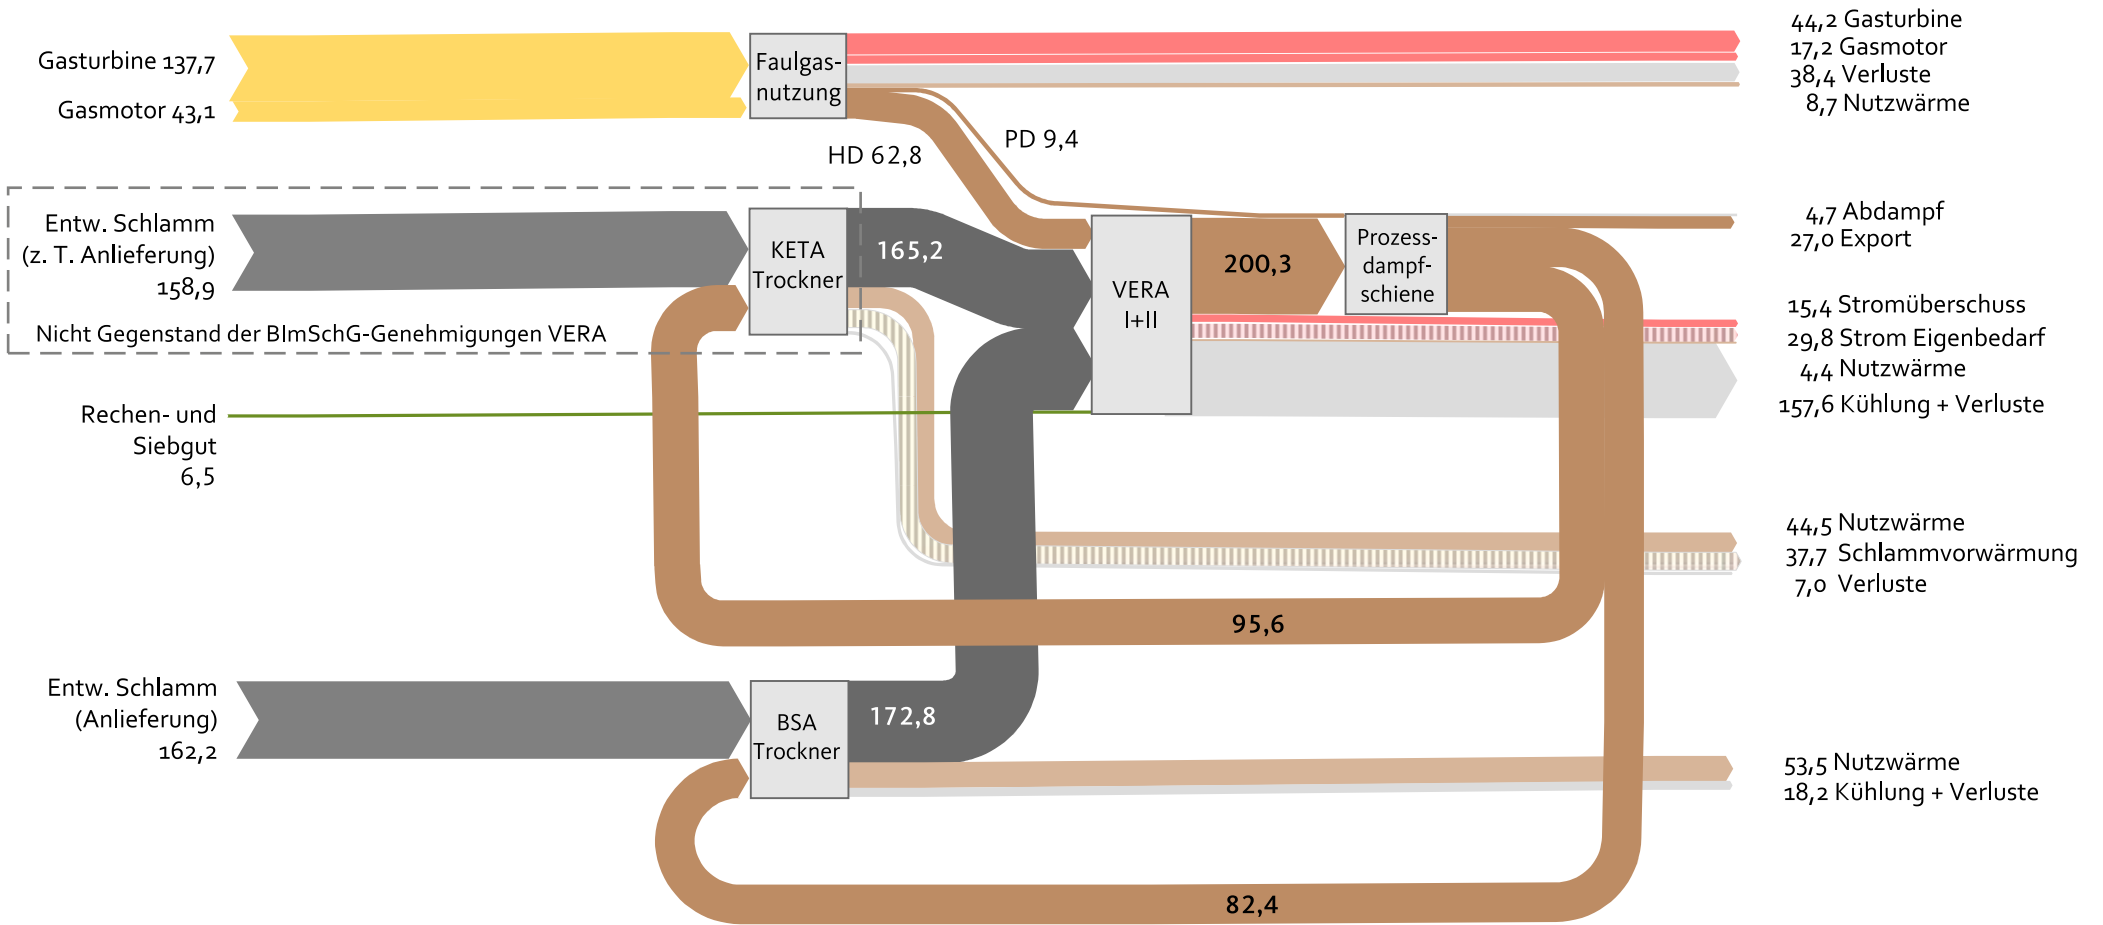 Gasturbine 137,7
Gasmotor 43,1
Faulgas-
nutzung
44,2 Gasturbine
17,2 Gasmotor
38,4 Verluste
8,7 Nutzwärme
HD 62,8
PD 9,4
Entw. Schlamm
(z. T. Anlieferung)
158,9
Nicht Gegenstand der BImSchG-Genehmigungen VERA
KETA
Trockner
165,2
VERA
I+II
200,3
Prozess-
dampf-
schiene
4,7 Abdampf
27,0 Export
15,4 Stromüberschuss
29,8 Strom Eigenbedarf
4,4 Nutzwärme
157,6 Kühlung + Verluste
Rechen- und
Siebgut
6,5
44,5 Nutzwärme
37,7 Schlammvorwärmung
7,0 Verluste
95,6
Entw. Schlamm
(Anlieferung)
162,2
BSA
Trockner
172,8
53,5 Nutzwärme
18,2 Kühlung + Verluste
82,4